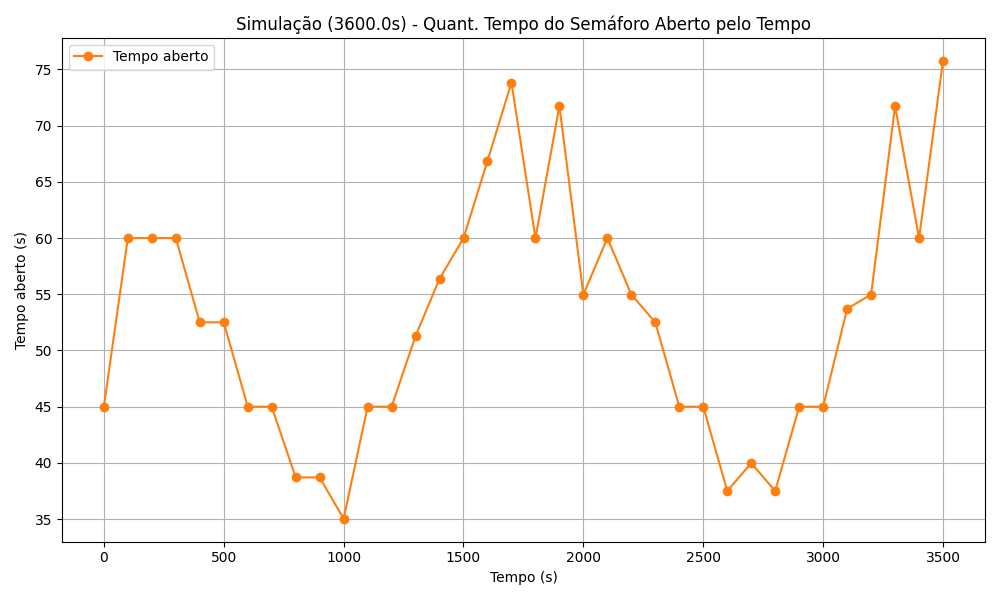 Simulação (3600.0s) - Quant. Tempo do Semáforo Aberto pelo Tempo
Tempo aberto
75
70
65
60
55
50
45
40
35
Tempo aberto (s)
0 500 1000 1500 2000 2500 3000 3500
Tempo (s)